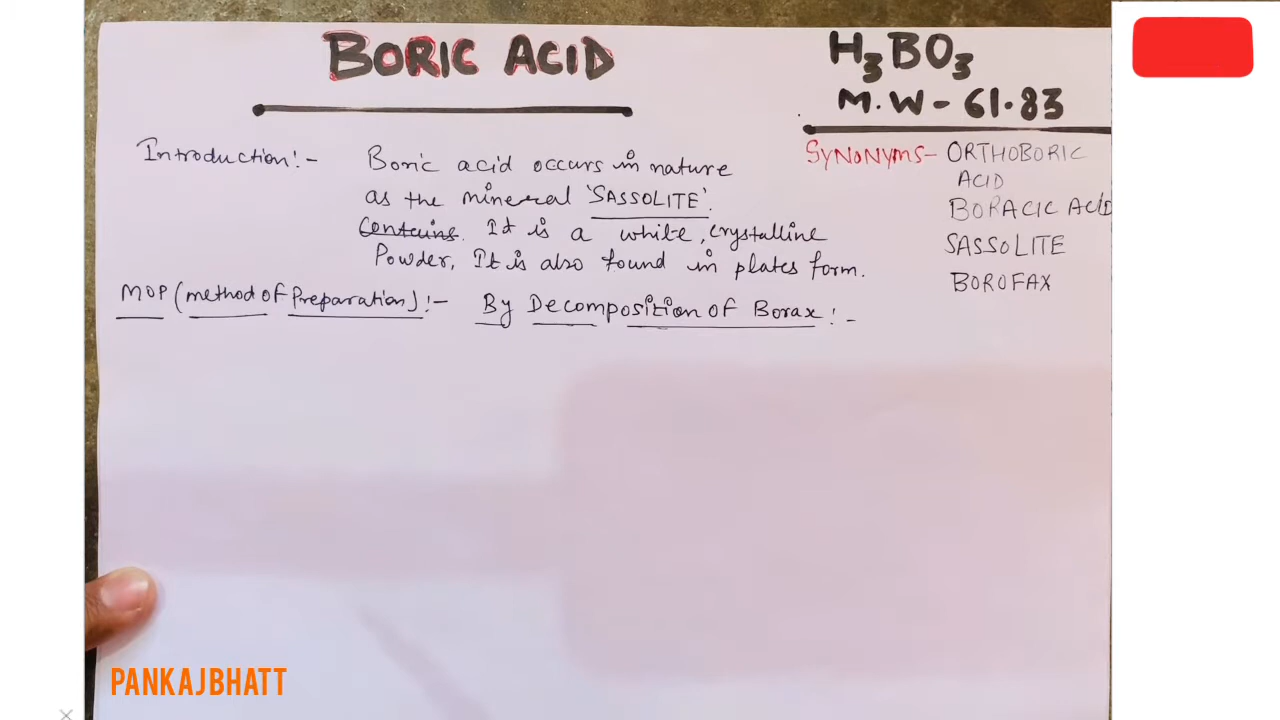 BORIC ACID
H3BO3
M.W - 61.83
Introduction:- Boric acid occurs in nature
as the mineral 'SASSOLITE'.
Contains. It is a white, crystalline
Powder, It is also found in plates form.
SYNONYMS- ORTHOBORIC
ACID
BORACIC ACID
SASSOLITE
BOROFAX
MOP (method of Preparation):- By Decomposition of Borax:-
PANKAJBHATT